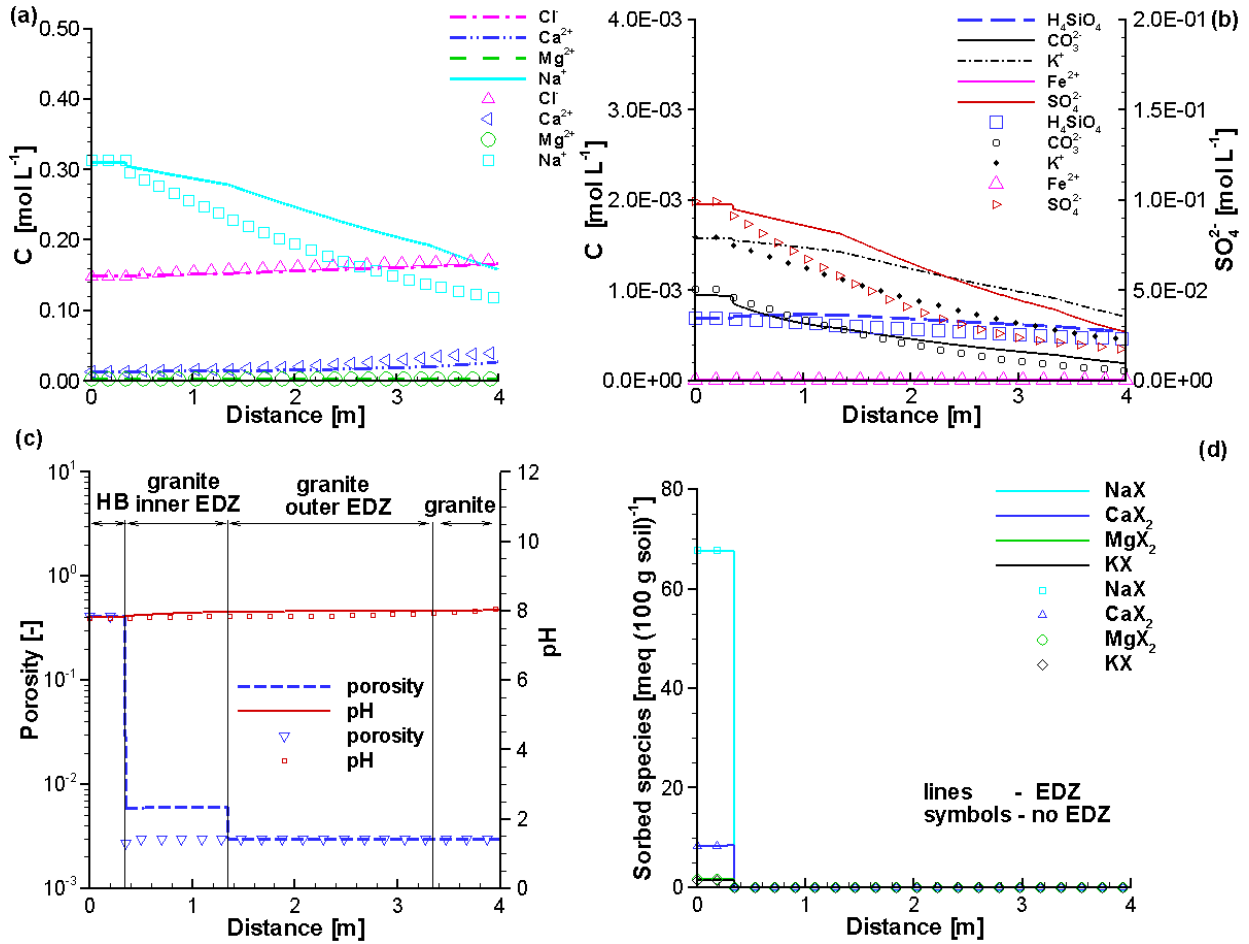 (a)
0.50
0.40
0.30
0.20
0.10
0.00
C [mol L⁻¹]
0 1 2 3 4
Distance [m]
Cl⁻
Ca²⁺
Mg²⁺
Na⁺
Cl⁻
Ca²⁺
Mg²⁺
Na⁺
(b)
4.0E-03
3.0E-03
2.0E-03
1.0E-03
0.0E+00
C [mol L⁻¹]
0 1 2 3 4
Distance [m]
2.0E-01
1.5E-01
1.0E-01
5.0E-02
0.0E+00
SO₄²⁻ [mol L⁻¹]
H₄SiO₄
CO₃²⁻
K⁺
Fe²⁺
SO₄²⁻
H₄SiO₄
CO₃²⁻
K⁺
Fe²⁺
SO₄²⁻
(c)
10¹
10⁰
10⁻¹
10⁻²
10⁻³
Porosity [-]
0 1 2 3 4
Distance [m]
12
10
8
6
4
2
0
pH
HB
granite
inner EDZ
granite
outer EDZ
granite
porosity
pH
porosity
pH
(d)
80
60
40
20
0
Sorbed species [meq (100 g soil)⁻¹]
0 1 2 3 4
Distance [m]
NaX
CaX₂
MgX₂
KX
NaX
CaX₂
MgX₂
KX
lines - EDZ
symbols - no EDZ